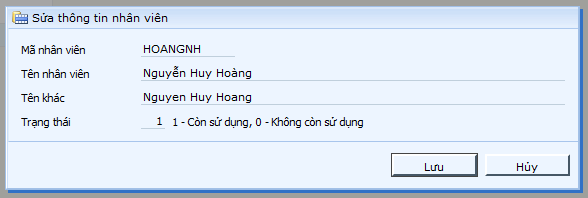 Sửa thông tin nhân viên
Mã nhân viên HOANGNH
Tên nhân viên Nguyễn Huy Hoàng
Tên khác Nguyen Huy Hoang
Trạng thái 1 1 - Còn sử dụng, 0 - Không còn sử dụng
Lưu Hủy